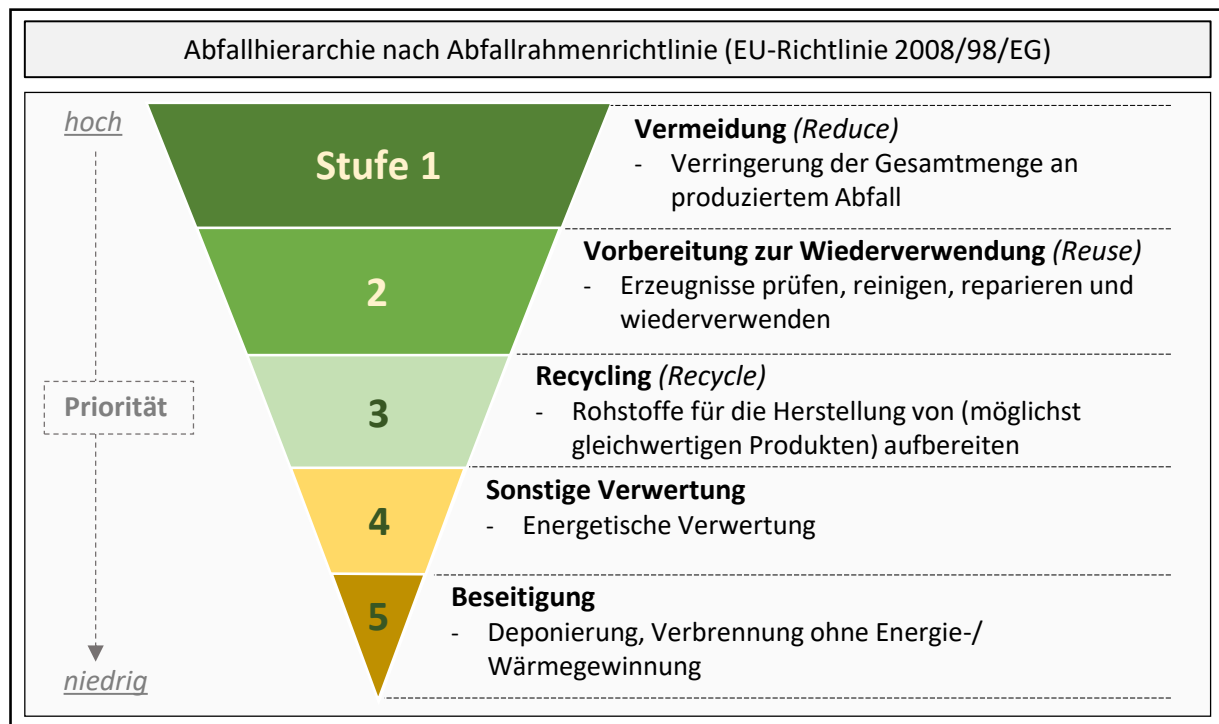 Abfallhierarchie nach Abfallrahmenrichtlinie (EU-Richtlinie 2008/98/EG)
hoch
Priorität
niedrig
Stufe 1
Vermeidung (Reduce)
- Verringerung der Gesamtmenge an
produziertem Abfall
2
Vorbereitung zur Wiederverwendung (Reuse)
- Erzeugnisse prüfen, reinigen, reparieren und
wiederverwenden
3
Recycling (Recycle)
- Rohstoffe für die Herstellung von (möglichst
gleichwertigen Produkten) aufbereiten
4
Sonstige Verwertung
- Energetische Verwertung
5
Beseitigung
- Deponierung, Verbrennung ohne Energie-/
Wärmegewinnung